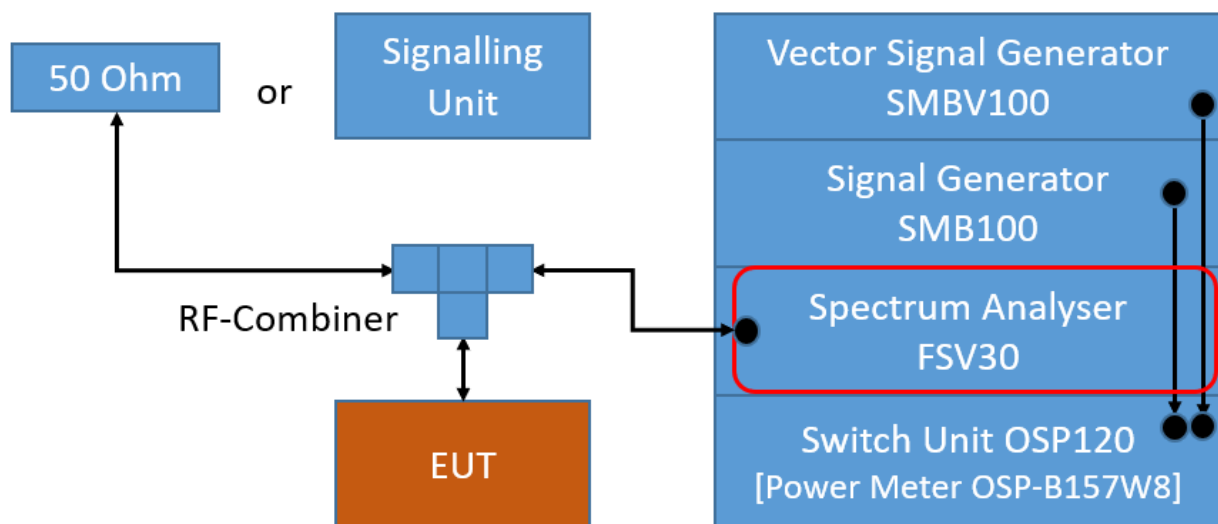 50 Ohm
or
Signalling
Unit
Vector Signal Generator
SMBV100
Signal Generator
SMB100
RF-Combiner
Spectrum Analyser
FSV30
EUT
Switch Unit OSP120
[Power Meter OSP-B157W8]